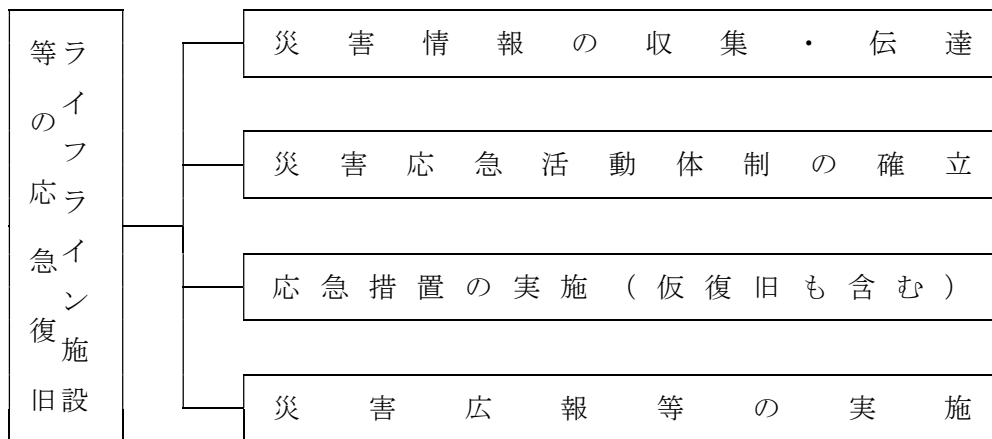 ライフライン施設
等の応急復旧
災害情報の収集・伝達
災害応急活動体制の確立
応急措置の実施(仮復旧も含む)
災害広報等の実施